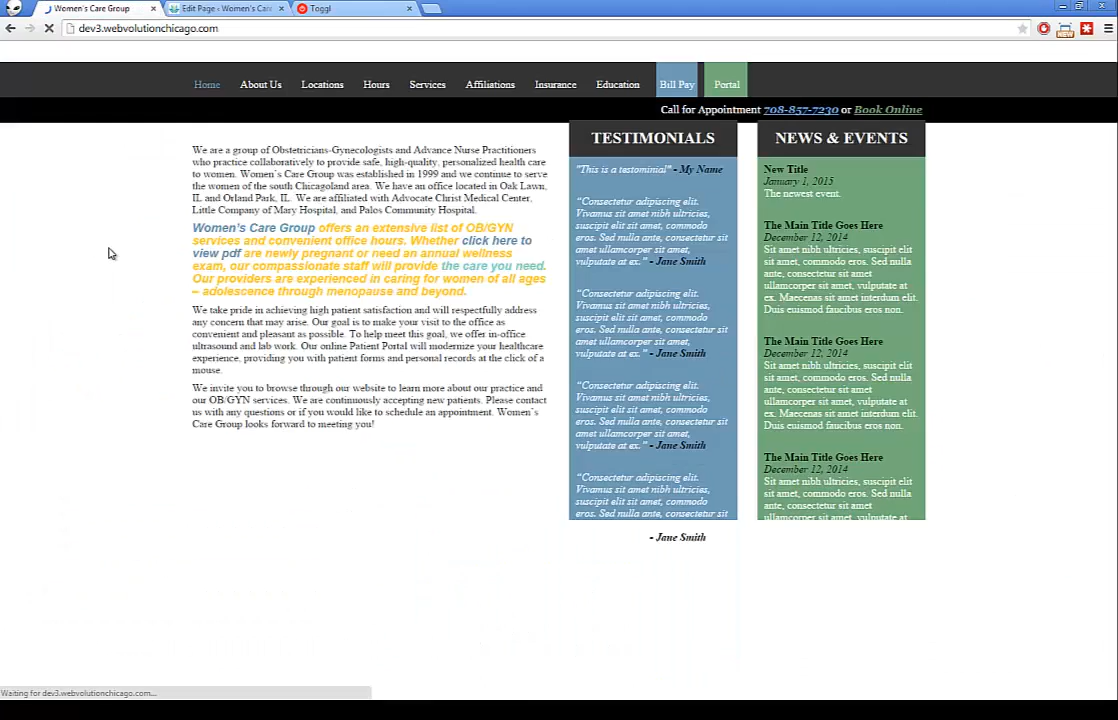 Women's Care Group
Edit Page ‹ Women's Care
Toggl
dev3.webvolutionchicago.com
NEW
Home About Us Locations Hours Services Affiliations Insurance Education Bill Pay Portal
Call for Appointment 708-857-7230 or Book Online
We are a group of Obstetricians-Gynecologists and Advance Nurse Practitioners
who practice collaboratively to provide safe, high-quality, personalized health care
to women. Women's Care Group was established in 1999 and we continue to serve
the women of the south Chicagoland area. We have an office located in Oak Lawn,
IL and Orland Park, IL. We are affiliated with Advocate Christ Medical Center,
Little Company of Mary Hospital, and Palos Community Hospital.
Women's Care Group offers an extensive list of OB/GYN
services and convenient office hours. Whether click here to
view pdf are newly pregnant or need an annual wellness
exam, our compassionate staff will provide the care you need.
Our providers are experienced in caring for women of all ages
– adolescence through menopause and beyond.
We take pride in achieving high patient satisfaction and will respectfully address
any concern that may arise. Our goal is to make your visit to the office as
convenient and pleasant as possible. To help meet this goal, we offer in-office
ultrasound and lab work. Our online Patient Portal will modernize your healthcare
experience, providing you with patient forms and personal records at the click of a
mouse.
We invite you to browse through our website to learn more about our practice and
our OB/GYN services. We are continuously accepting new patients. Please contact
us with any questions or if you would like to schedule an appointment. Women's
Care Group looks forward to meeting you!
TESTIMONIALS
"This is a testominial" - My Name
“Consectetur adipiscing elit.
Vivamus sit amet nibh ultricies,
suscipit elit sit amet, commodo
eros. Sed nulla ante, consectetur
sit amet ullamcorper sit amet,
vulputate at ex.” - Jane Smith
“Consectetur adipiscing elit.
Vivamus sit amet nibh ultricies,
suscipit elit sit amet, commodo
eros. Sed nulla ante, consectetur
sit amet ullamcorper sit amet,
vulputate at ex.” - Jane Smith
“Consectetur adipiscing elit.
Vivamus sit amet nibh ultricies,
suscipit elit sit amet, commodo
eros. Sed nulla ante, consectetur sit
amet ullamcorper sit amet,
vulputate at ex.” - Jane Smith
“Consectetur adipiscing elit.
Vivamus sit amet nibh ultricies,
suscipit elit sit amet, commodo
eros. Sed nulla ante, consectetur sit
- Jane Smith
NEWS & EVENTS
New Title
January 1, 2015
The newest event.
The Main Title Goes Here
December 12, 2014
Sit amet nibh ultricies, suscipit elit
sit amet, commodo eros. Sed nulla
ante, consectetur sit amet
ullamcorper sit amet, vulputate at
ex. Maecenas sit amet interdum elit.
Duis euismod faucibus eros non.
The Main Title Goes Here
December 12, 2014
Sit amet nibh ultricies, suscipit elit
sit amet, commodo eros. Sed nulla
ante, consectetur sit amet
ullamcorper sit amet, vulputate at
ex. Maecenas sit amet interdum elit.
Duis euismod faucibus eros non.
The Main Title Goes Here
December 12, 2014
Sit amet nibh ultricies, suscipit elit
sit amet, commodo eros. Sed nulla
ante, consectetur sit amet
ullamcorper sit amet, vulputate at
Waiting for dev3.webvolutionchicago.com...